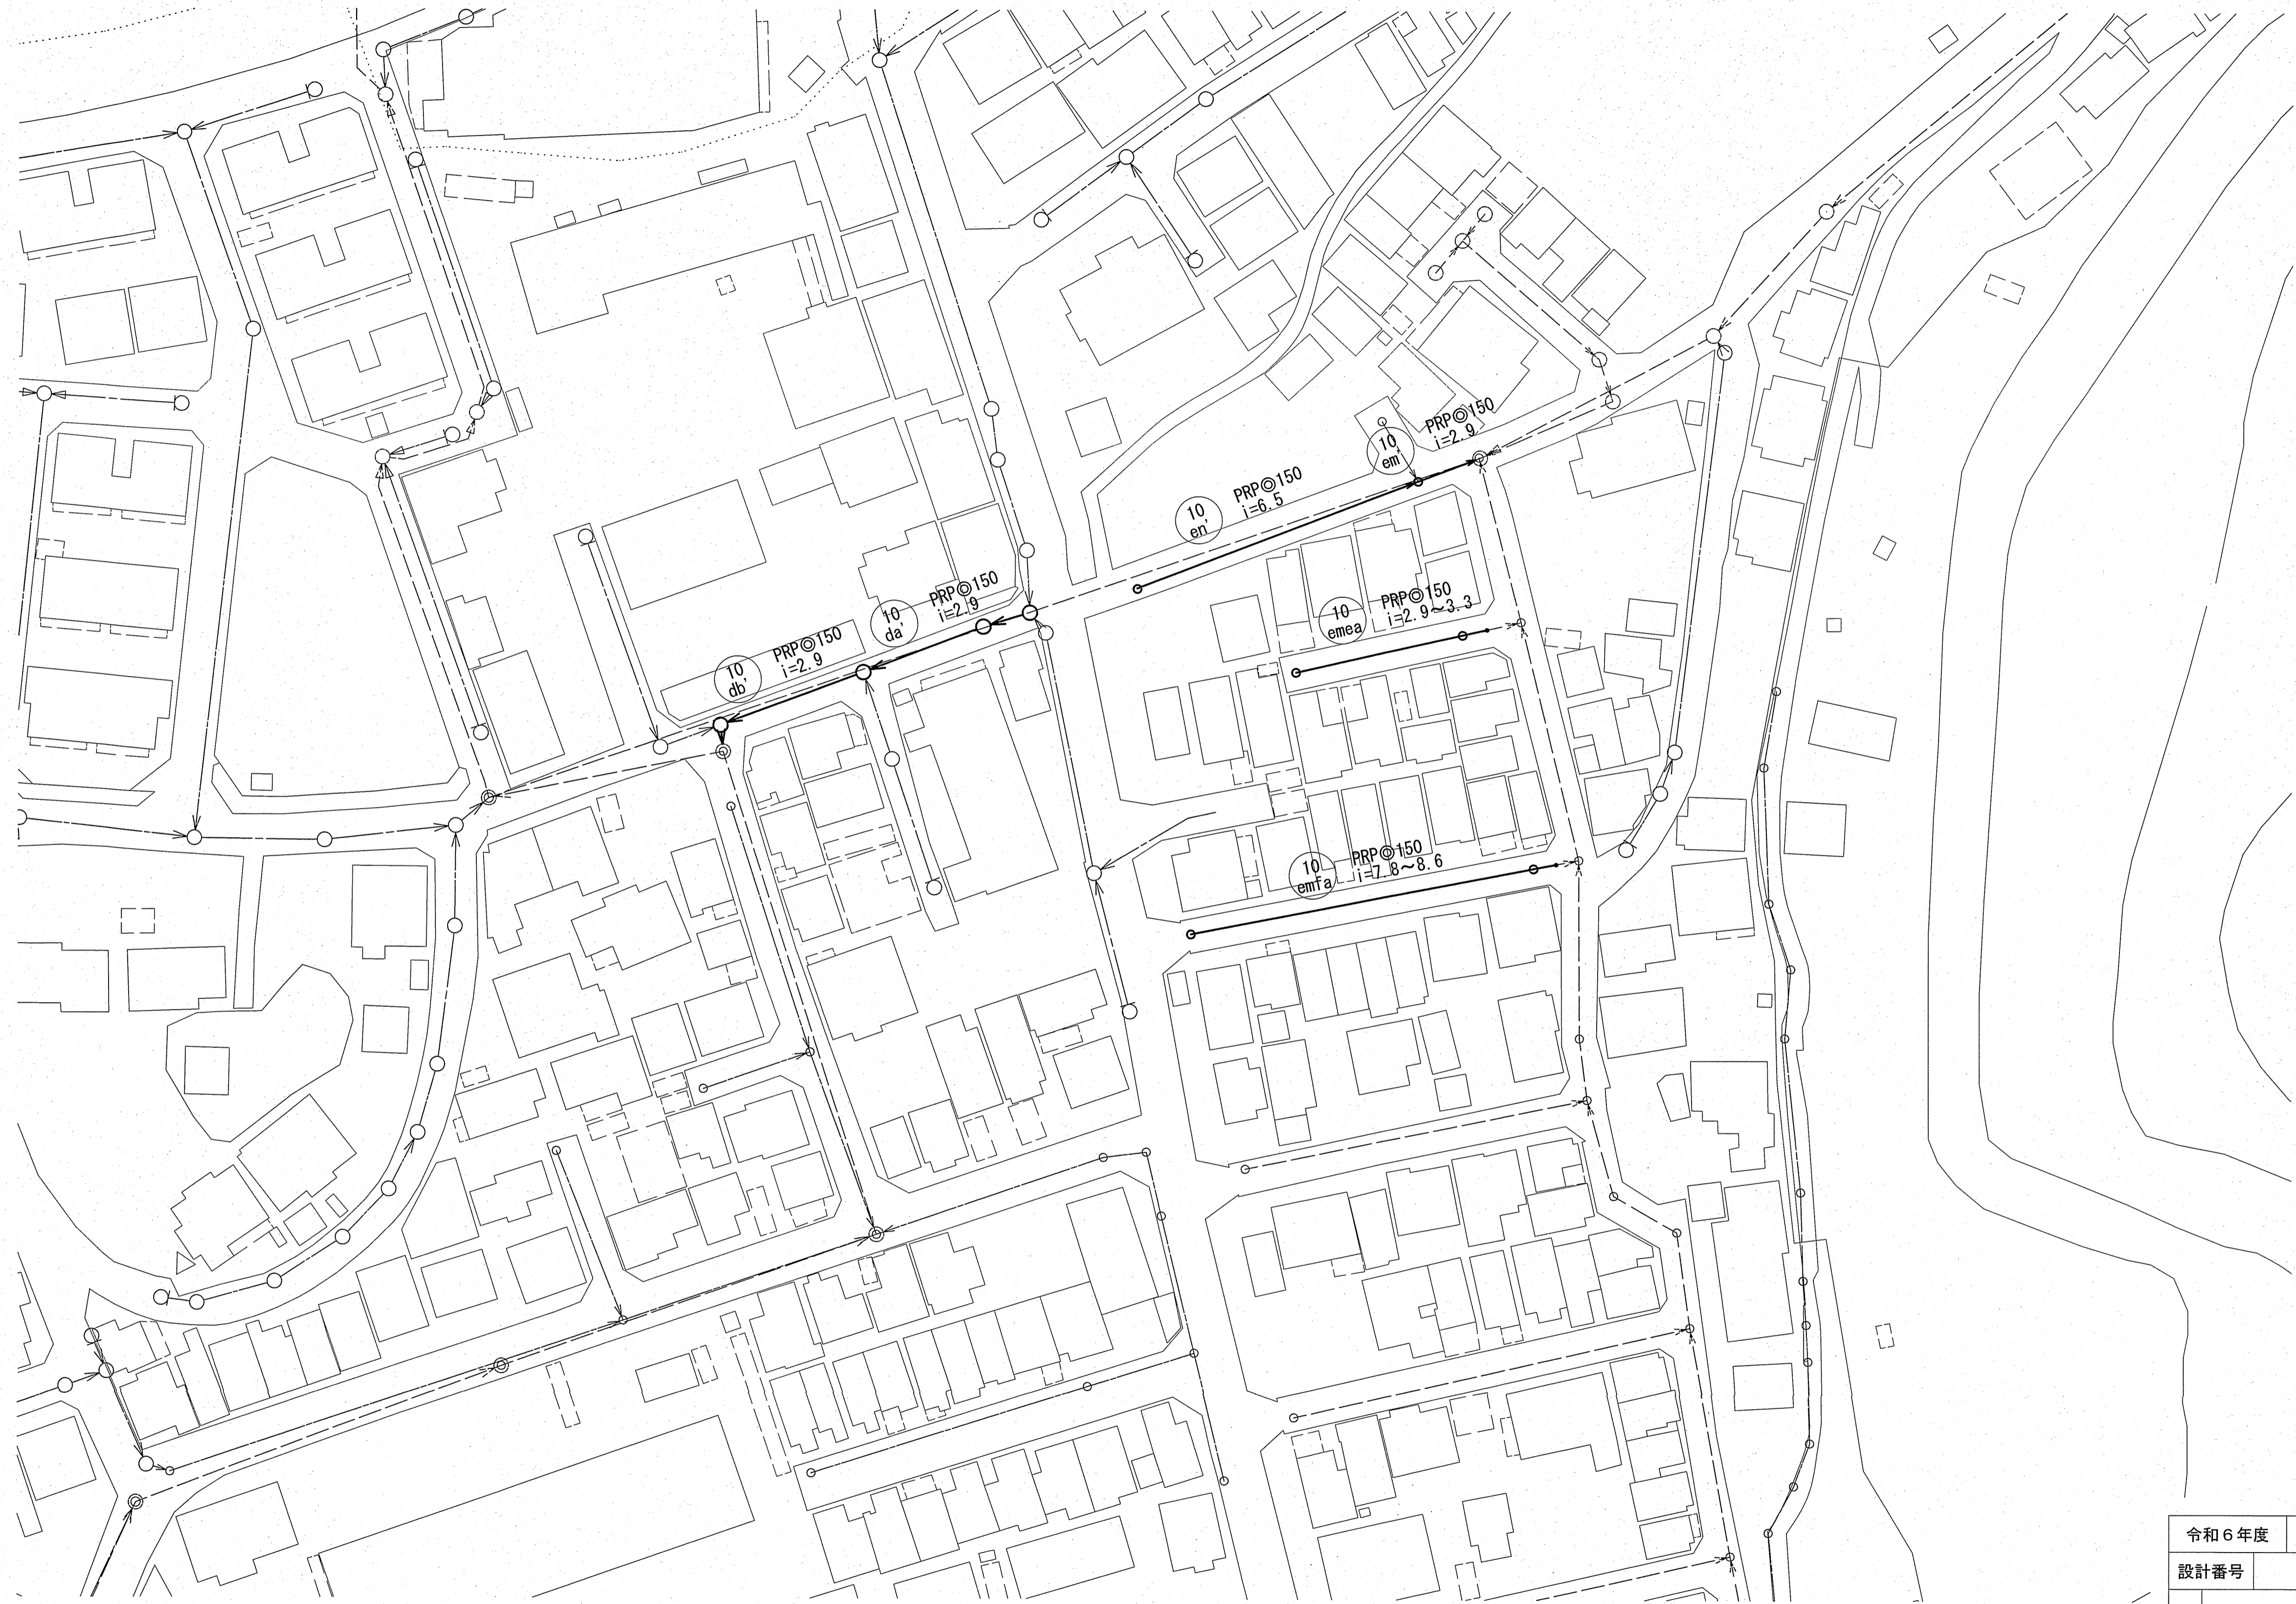 PRP◎150
i=2.9
10
em'
PRP◎150
i=6.5
10
en'
PRP◎150
i=2.9
10
da'
PRP◎150
i=2.9~3.3
10
emea
PRP◎150
i=2.9
10
db'
PRP◎150
i=7.8~8.6
10
emfa
令和６年度
設計番号